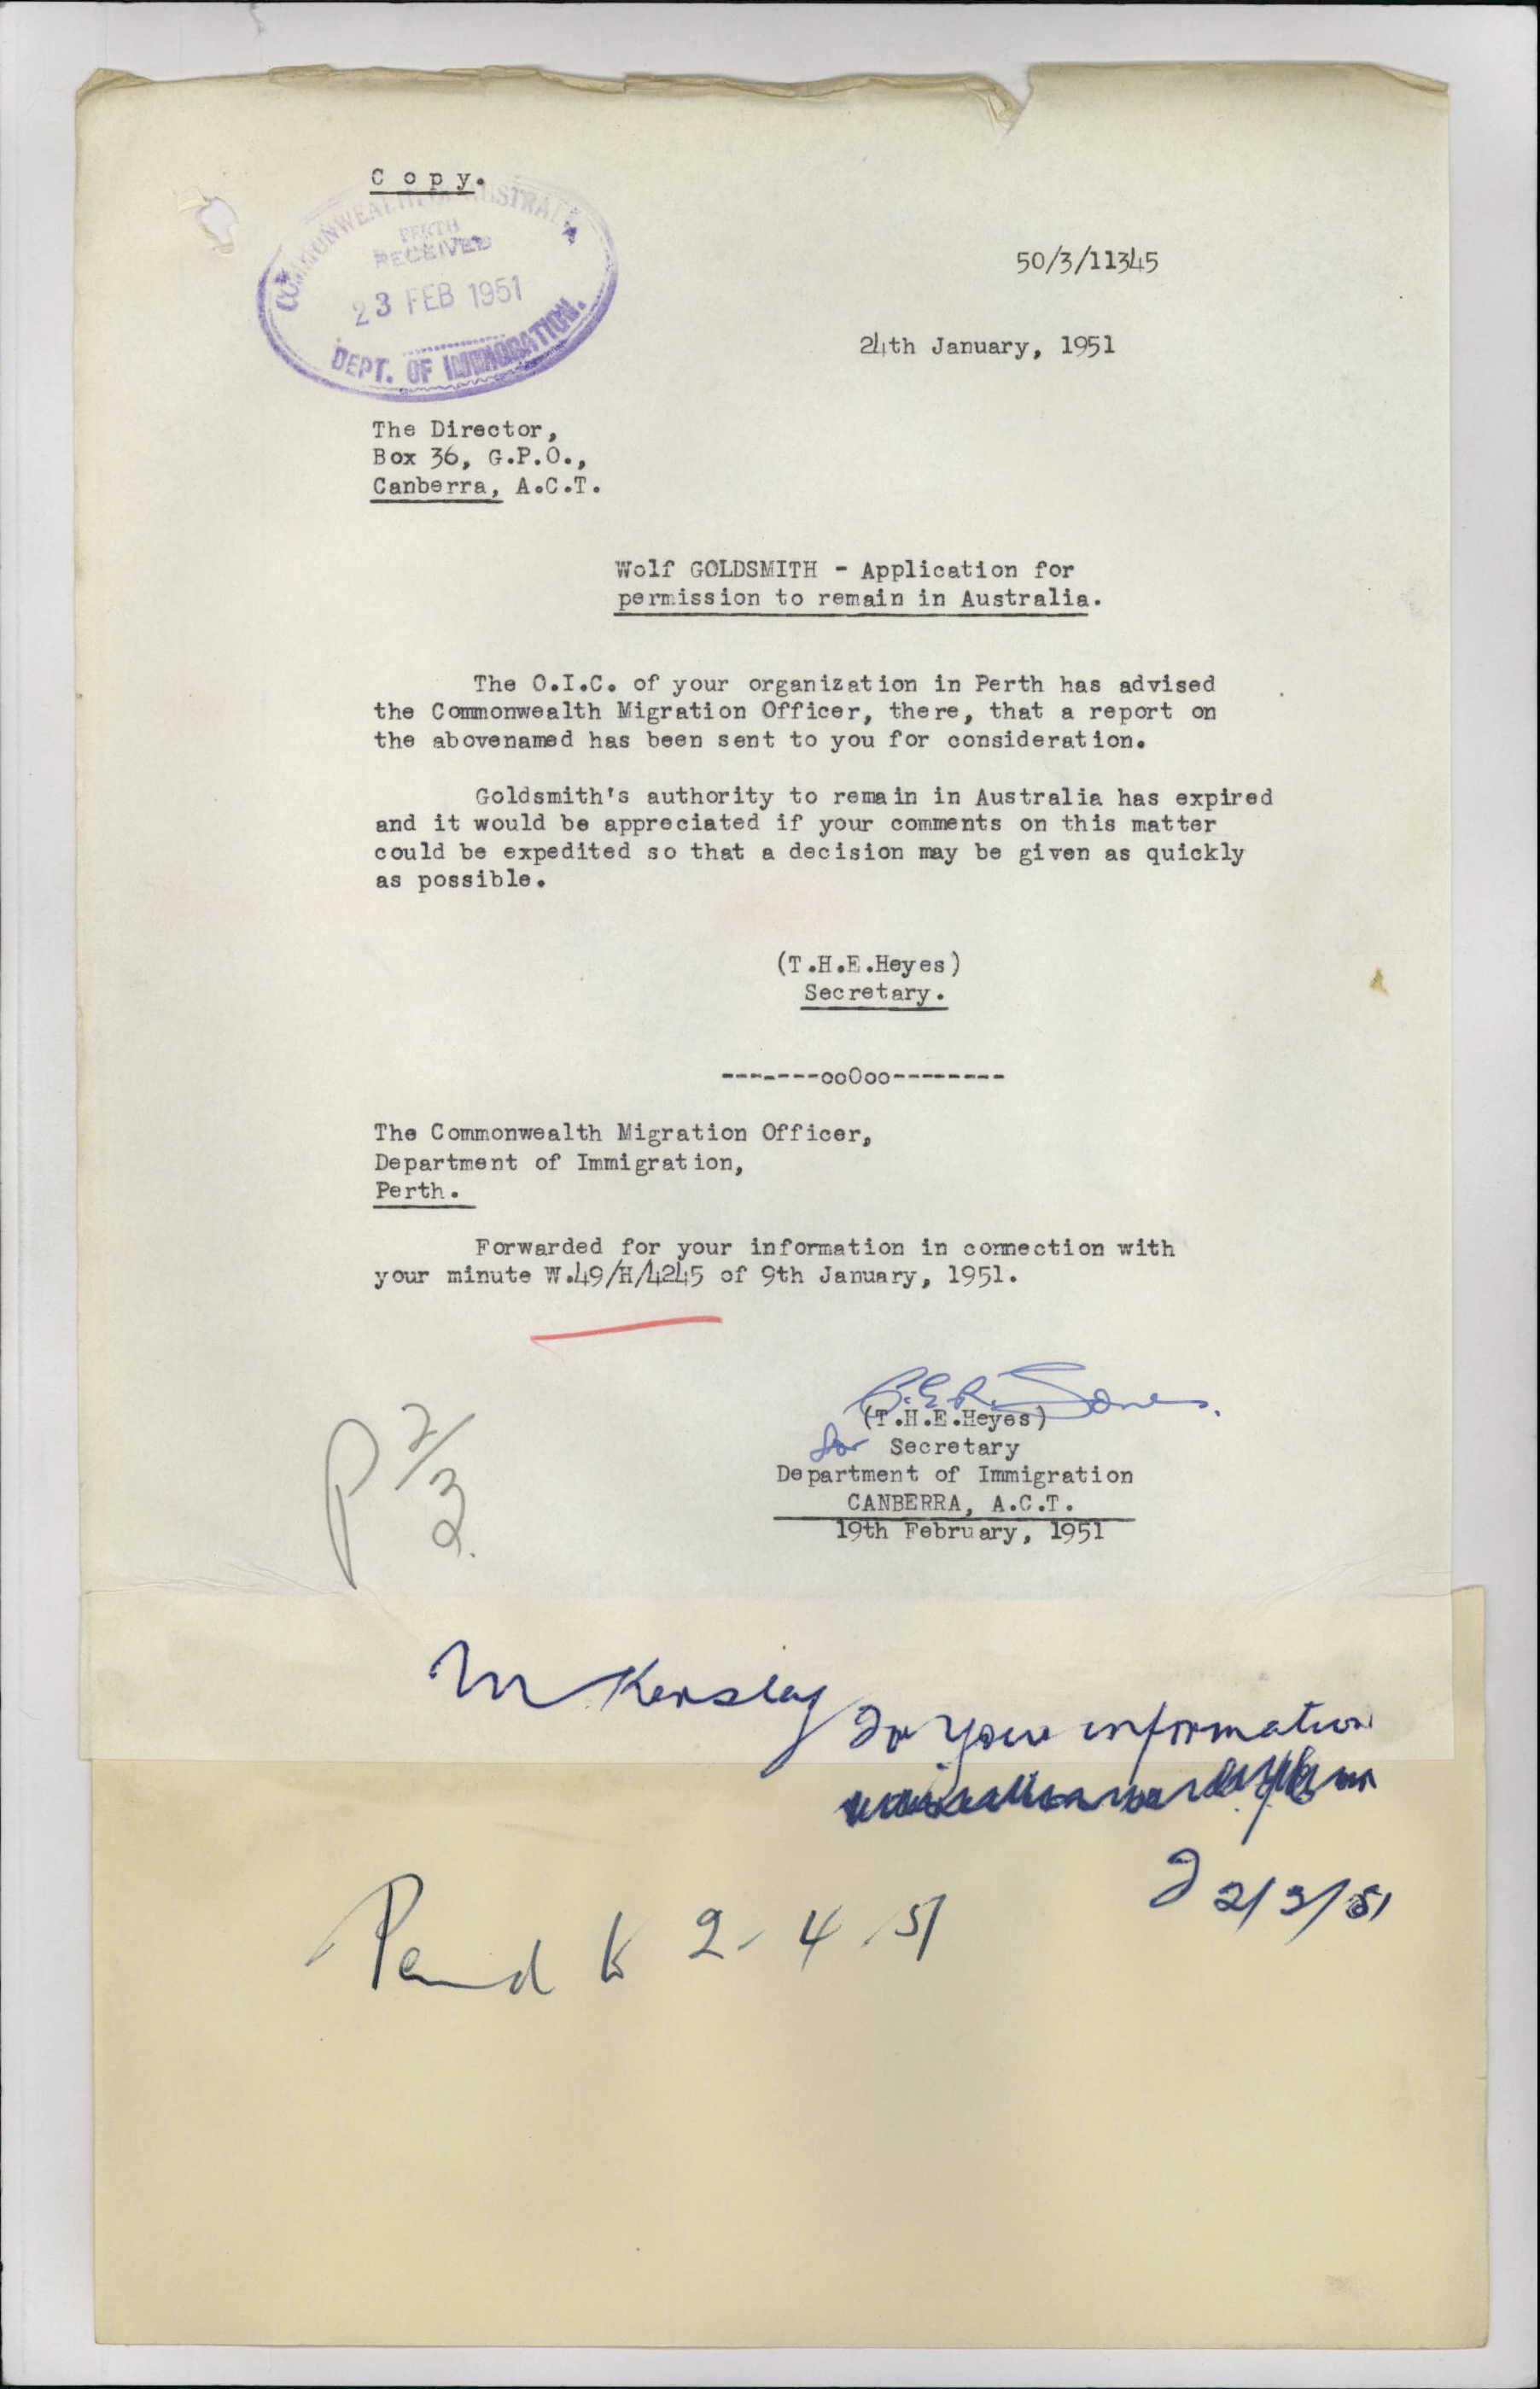 Copy.
COMMONWEALTH OF AUSTRALIA
PERTH
RECEIVED
23 FEB 1951
DEPT. OF IMMIGRATION.
50/3/11345
24th January, 1951
The Director,
Box 36, G.P.O.,
Canberra, A.C.T.
Wolf GOLDSMITH - Application for
permission to remain in Australia.
The O.I.C. of your organization in Perth has advised
the Commonwealth Migration Officer, there, that a report on
the abovenamed has been sent to you for consideration.
Goldsmith's authority to remain in Australia has expired
and it would be appreciated if your comments on this matter
could be expedited so that a decision may be given as quickly
as possible.
(T.H.E.Heyes)
Secretary.
-------ooOoo--------
The Commonwealth Migration Officer,
Department of Immigration,
Perth.
Forwarded for your information in connection with
your minute W.49/H/4245 of 9th January, 1951.
(T.H.E.Heyes)
for Secretary
Department of Immigration
CANBERRA, A.C.T.
19th February, 1951
P 2/3
Mr Kersley
For your information
2/3/51
Pend 2-4-51